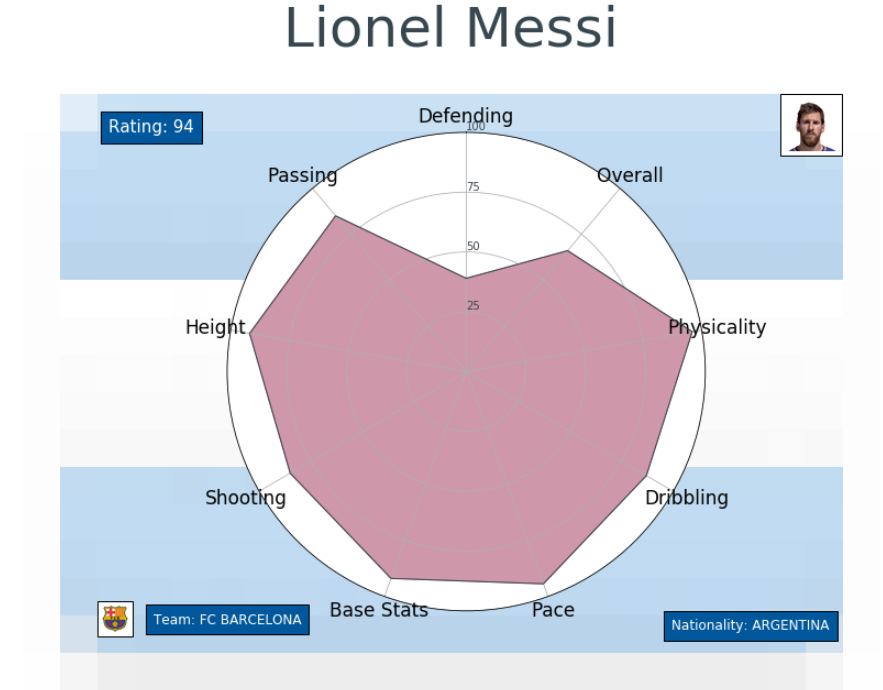 Lionel Messi
Rating: 94
Defending
100
Passing
Overall
75
50
25
Height
Physicality
Shooting
Dribbling
Base Stats
Pace
Team: FC BARCELONA
Nationality: ARGENTINA